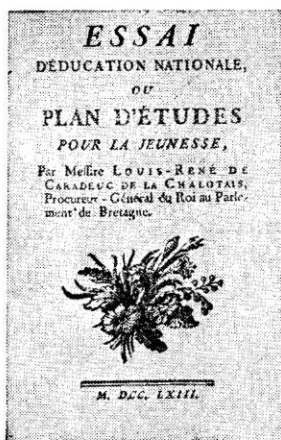 ESSAI
D'ÉDUCATION NATIONALE,
OU
PLAN D'ÉTUDES
POUR LA JEUNESSE,
Par Messire LOUIS-RENÉ DE
CARADEUC DE LA CHALOTAIS,
Procureur-Général du Roi au Parle-
ment de Bretagne.
M. DCC. LXIII.